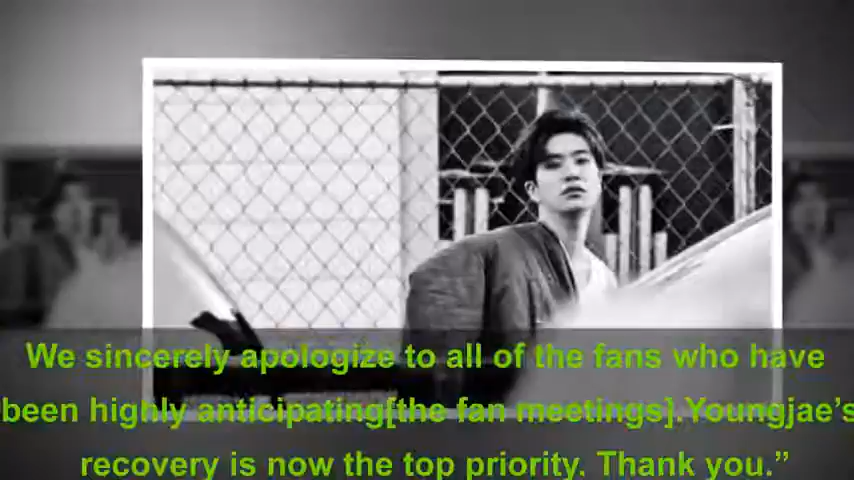 We sincerely apologize to all of the fans who have
been highly anticipating[the fan meetings].Youngjae's
recovery is now the top priority. Thank you.”